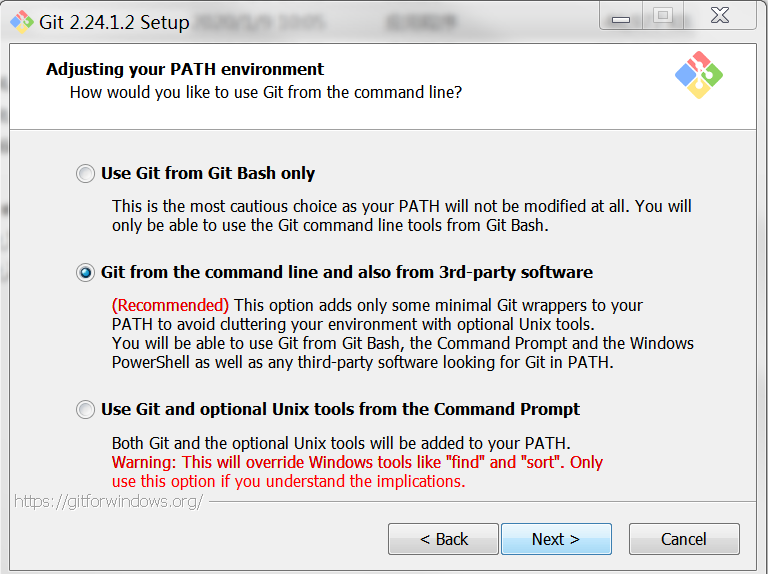 Git 2.24.1.2 Setup
Adjusting your PATH environment
How would you like to use Git from the command line?
Use Git from Git Bash only
This is the most cautious choice as your PATH will not be modified at all. You will
only be able to use the Git command line tools from Git Bash.
Git from the command line and also from 3rd-party software
(Recommended) This option adds only some minimal Git wrappers to your
PATH to avoid cluttering your environment with optional Unix tools.
You will be able to use Git from Git Bash, the Command Prompt and the Windows
PowerShell as well as any third-party software looking for Git in PATH.
Use Git and optional Unix tools from the Command Prompt
Both Git and the optional Unix tools will be added to your PATH.
Warning: This will override Windows tools like "find" and "sort". Only
use this option if you understand the implications.
https://gitforwindows.org/
< Back
Next >
Cancel